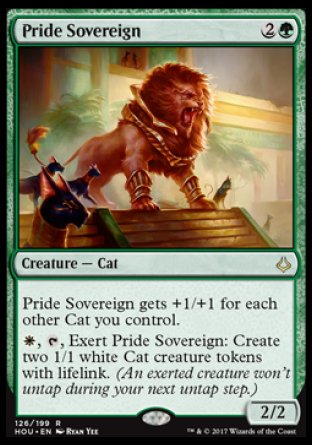 Pride Sovereign 2
Creature — Cat
Pride Sovereign gets +1/+1 for each
other Cat you control.
, , Exert Pride Sovereign: Create
two 1/1 white Cat creature tokens
with lifelink. (An exerted creature won't
untap during your next untap step.)
2/2
126/199 R
HOU • EN Ryan Yee
™ & © 2017 Wizards of the Coast